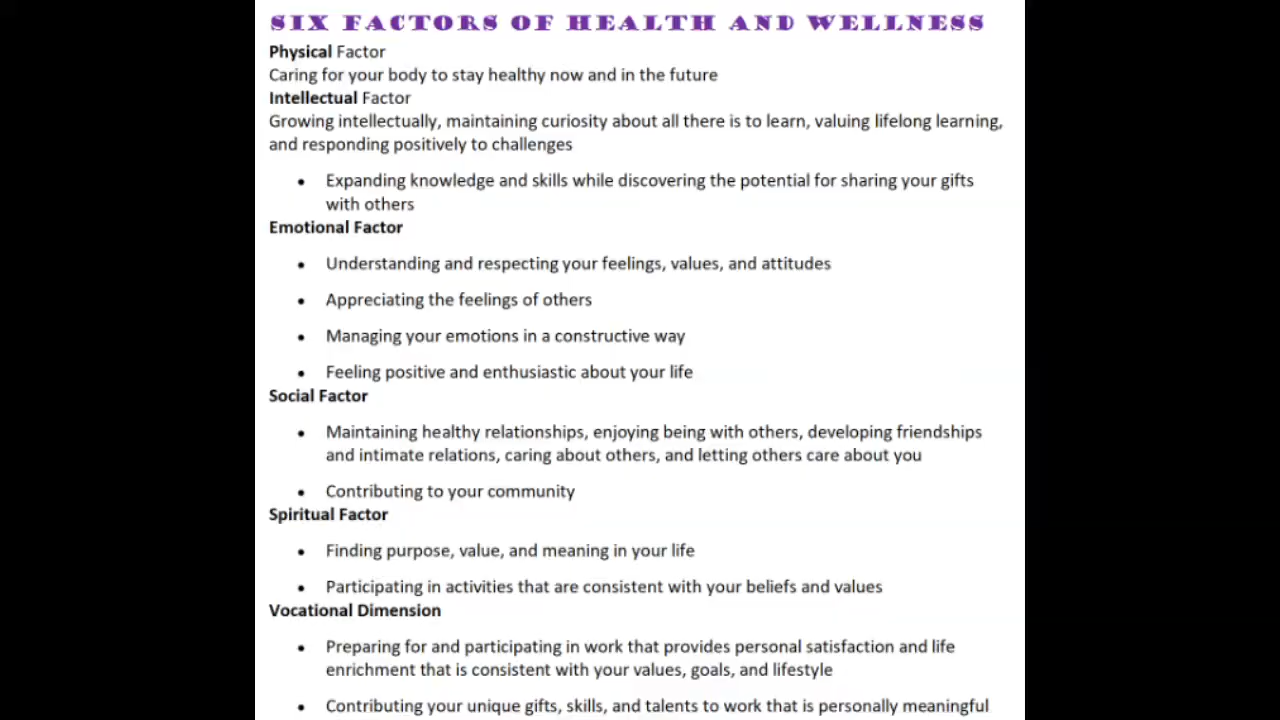 SIX FACTORS OF HEALTH AND WELLNESS
Physical Factor
Caring for your body to stay healthy now and in the future
Intellectual Factor
Growing intellectually, maintaining curiosity about all there is to learn, valuing lifelong learning,
and responding positively to challenges
• Expanding knowledge and skills while discovering the potential for sharing your gifts
with others
Emotional Factor
• Understanding and respecting your feelings, values, and attitudes
• Appreciating the feelings of others
• Managing your emotions in a constructive way
• Feeling positive and enthusiastic about your life
Social Factor
• Maintaining healthy relationships, enjoying being with others, developing friendships
and intimate relations, caring about others, and letting others care about you
• Contributing to your community
Spiritual Factor
• Finding purpose, value, and meaning in your life
• Participating in activities that are consistent with your beliefs and values
Vocational Dimension
• Preparing for and participating in work that provides personal satisfaction and life
enrichment that is consistent with your values, goals, and lifestyle
• Contributing your unique gifts, skills, and talents to work that is personally meaningful